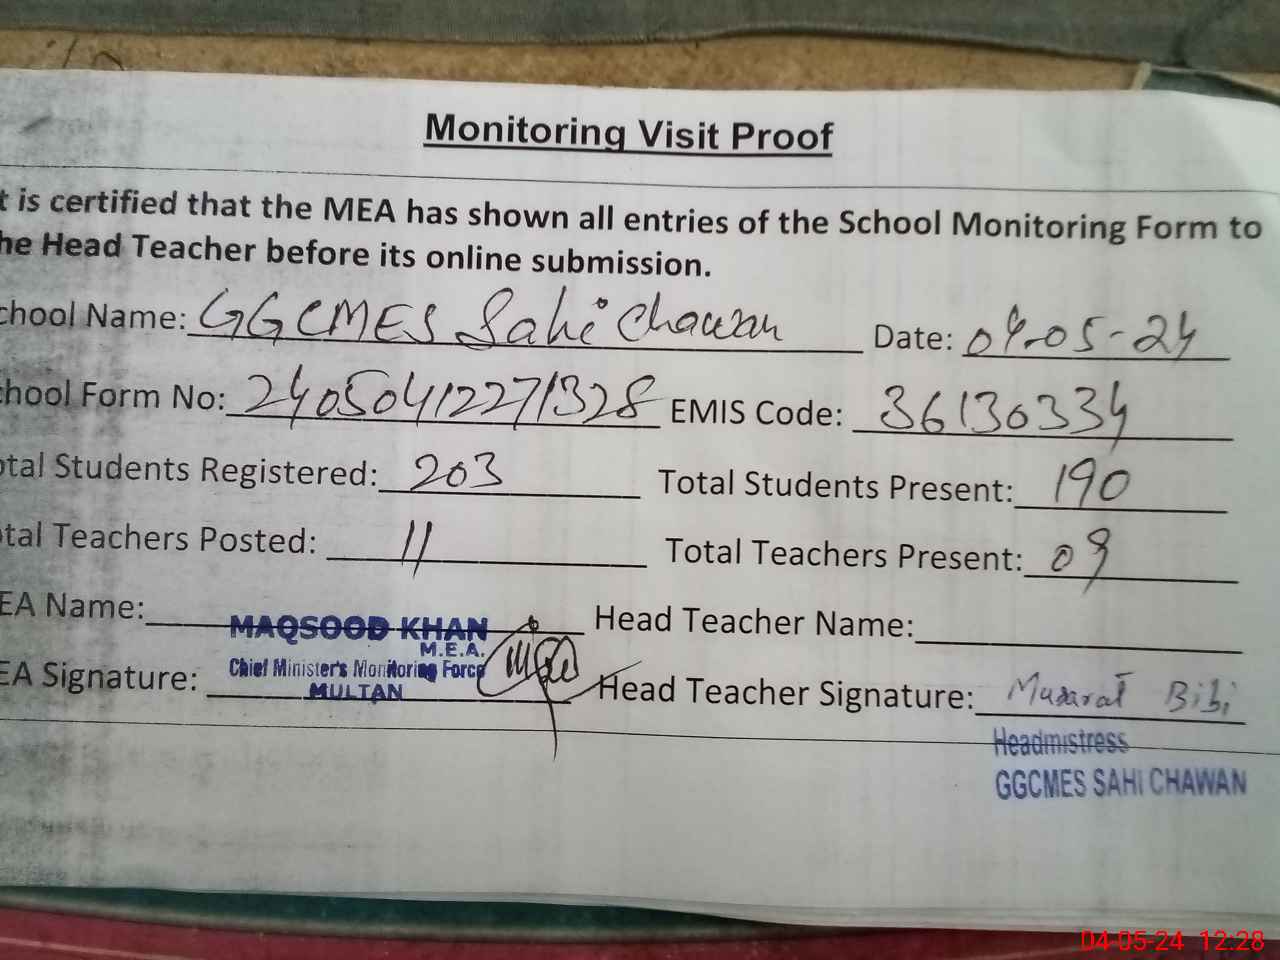 Monitoring Visit Proof
t is certified that the MEA has shown all entries of the School Monitoring Form to
he Head Teacher before its online submission.
chool Name: GGCMES Sahi Chawan Date: 04-05-24
hool Form No: 24050412271328 EMIS Code: 36130334
otal Students Registered: 203 Total Students Present: 190
tal Teachers Posted: 11 Total Teachers Present: 09
EA Name: MAQSOOD KHAN Head Teacher Name:
M.E.A.
Chief Minister's Monitoring Force
MULTAN
EA Signature: Head Teacher Signature: Musarat Bibi
Headmistress
GGCMES SAHI CHAWAN
04-05-24 12:28